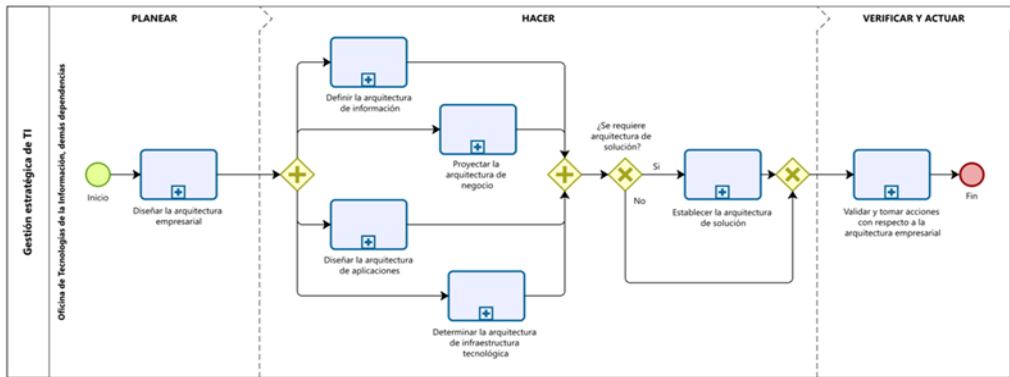 PLANEAR
HACER
VERIFICAR Y ACTUAR
Gestión estratégica de TI
Oficina de Tecnologías de la Información, demás dependencias
Inicio
Diseñar la arquitectura
empresarial
Definir la arquitectura
de información
Proyectar la
arquitectura de
negocio
Diseñar la arquitectura
de aplicaciones
Determinar la arquitectura
de infraestructura
tecnológica
¿Se requiere
arquitectura de
solución?
Sì
No
Establecer la arquitectura
de solución
Validar y tomar acciones
con respecto a la
arquitectura empresarial
Fin